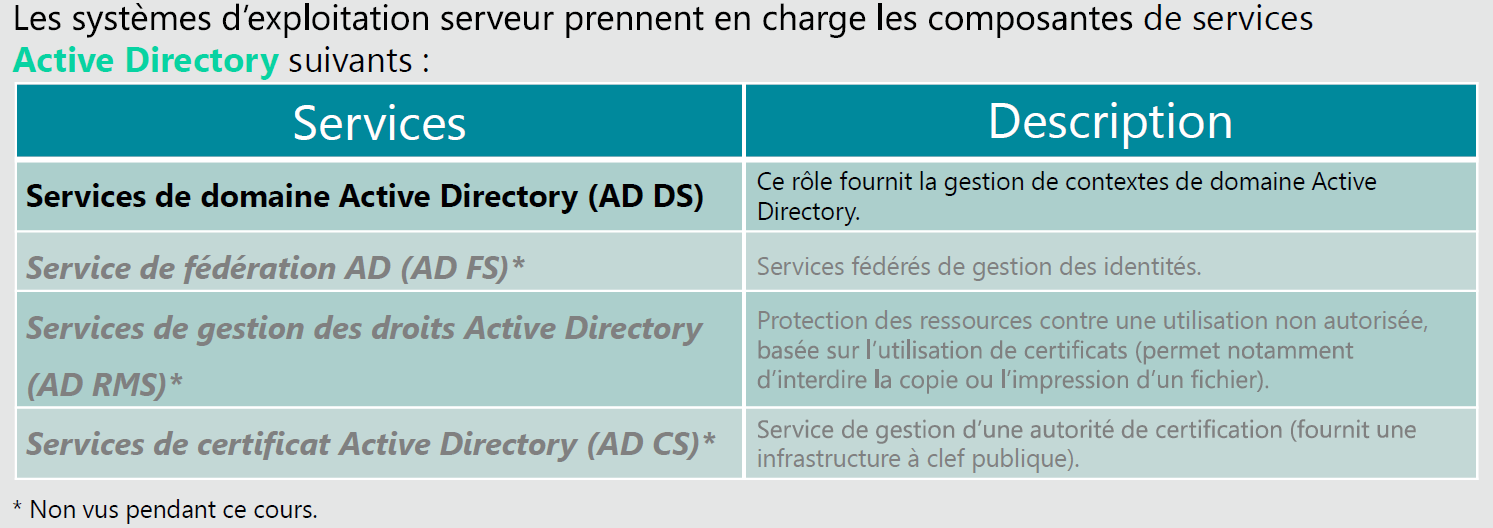 Les systèmes d’exploitation serveur prennent en charge les composantes de services
Active Directory suivants :
Services
Description
Services de domaine Active Directory (AD DS)
Ce rôle fournit la gestion de contextes de domaine Active
Directory.
Service de fédération AD (AD FS)*
Services fédérés de gestion des identités.
Services de gestion des droits Active Directory
(AD RMS)*
Protection des ressources contre une utilisation non autorisée,
basée sur l’utilisation de certificats (permet notamment
d’interdire la copie ou l’impression d’un fichier).
Services de certificat Active Directory (AD CS)*
Service de gestion d’une autorité de certification (fournit une
infrastructure à clef publique).
* Non vus pendant ce cours.